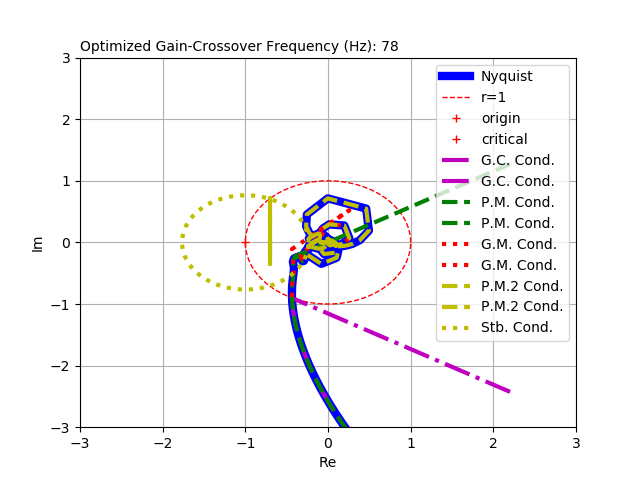 Optimized Gain-Crossover Frequency (Hz): 78
3
2
1
0
−1
−2
−3
Im
−3
−2
−1
0
1
2
3
Re
Nyquist
r=1
origin
critical
G.C. Cond.
G.C. Cond.
P.M. Cond.
P.M. Cond.
G.M. Cond.
G.M. Cond.
P.M.2 Cond.
P.M.2 Cond.
Stb. Cond.